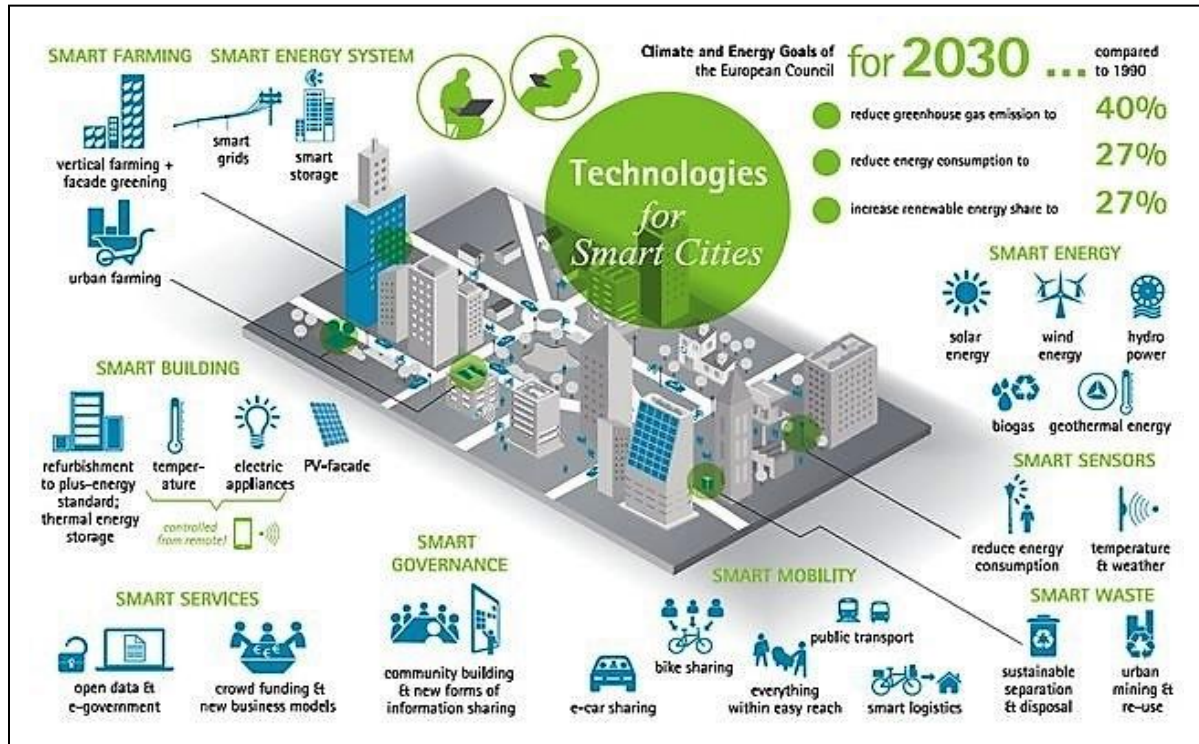 SMART FARMING
vertical farming +
facade greening
urban farming
SMART ENERGY SYSTEM
smart
grids
smart
storage
Climate and Energy Goals of
the European Council
for 2030 ...
compared
to 1990
reduce greenhouse gas emission to
40%
reduce energy consumption to
27%
increase renewable energy share to
27%
Technologies
for
Smart Cities
SMART ENERGY
solar
energy
wind
energy
hydro
power
biogas
geothermal energy
SMART BUILDING
refurbishment
to plus-energy
standard;
thermal energy
storage
temper-
ature
electric
appliances
controlled
from remote!
PV-facade
SMART SENSORS
reduce energy
consumption
temperature
& weather
SMART SERVICES
open data &
e-government
€€€
crowd funding &
new business models
SMART
GOVERNANCE
community building
& new forms of
information sharing
SMART MOBILITY
e-car sharing
bike sharing
public transport
everything
within easy reach
smart logistics
SMART WASTE
sustainable
separation
& disposal
urban
mining &
re-use